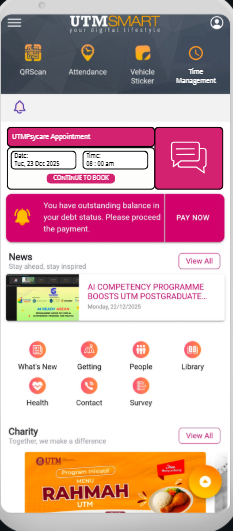 UTMSMART
your digital lifestyle
QRScan
Attendance
Vehicle
Sticker
Time
Management
UTMPsycare Appointment
Date:
Tue, 23 Dec 2025
Time:
08 : 00 am
CONTINUE TO BOOK
You have outstanding balance in
your debt status. Please proceed
the payment.
PAY NOW
News
Stay ahead, stay inspired
View All
AI COMPETENCY PROGRAMME
BOOSTS UTM POSTGRADUATE...
Monday, 22/12/2025
What's New
Getting
People
Library
Health
Contact
Survey
Charity
Together, we make a difference
View All
UTM
Program Inisiatif
MENU
RAHMAH
UTM